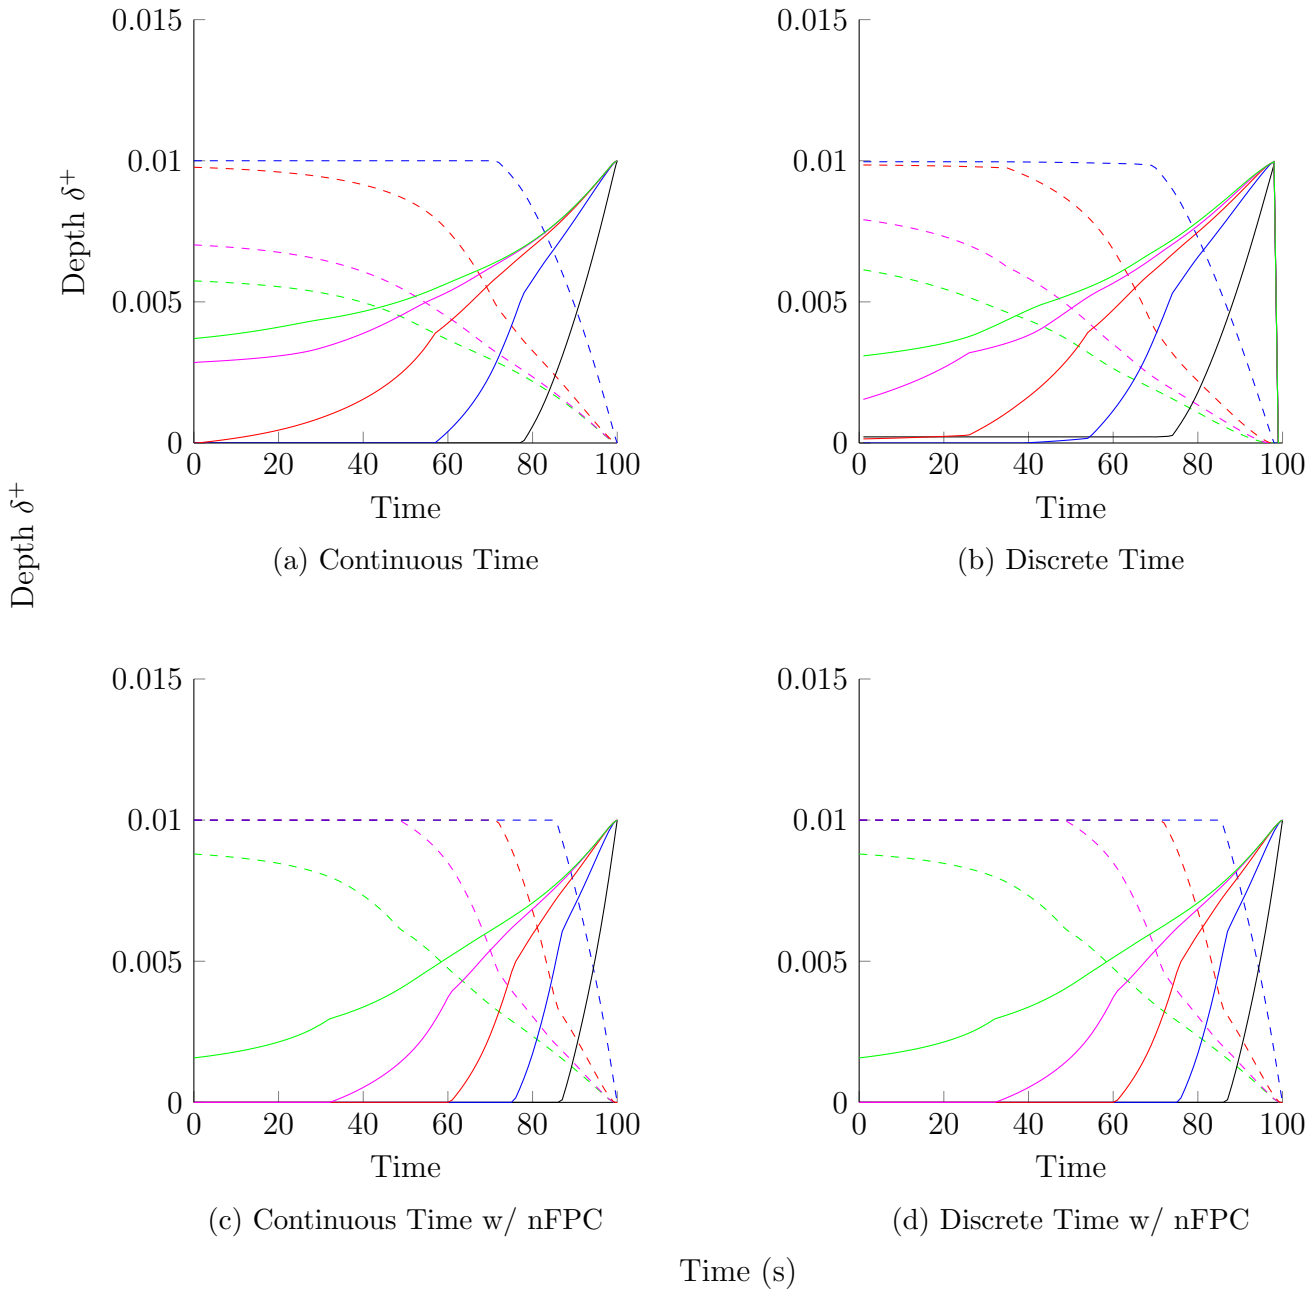 0.015
0.01
0.005
0
Depth δ⁺
0 20 40 60 80 100
Time
(a) Continuous Time
0.015
0.01
0.005
0
0 20 40 60 80 100
Time
(b) Discrete Time
Depth δ⁺
0.015
0.01
0.005
0
0 20 40 60 80 100
Time
(c) Continuous Time w/ nFPC
0.015
0.01
0.005
0
0 20 40 60 80 100
Time
(d) Discrete Time w/ nFPC
Time (s)